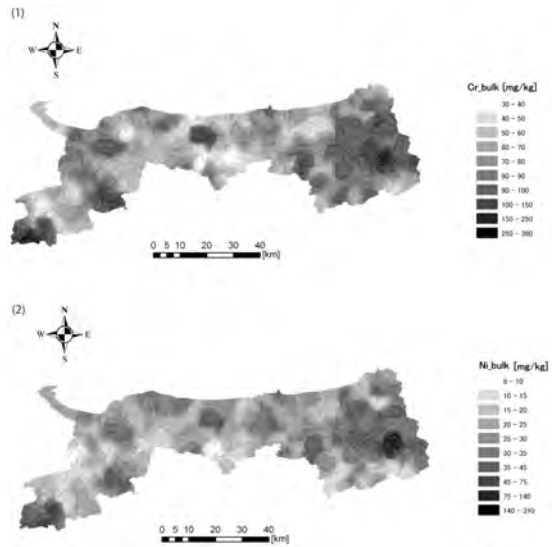 (1)
N
W E
S
Cr_bulk [mg/kg]
30 - 40
40 - 50
50 - 60
60 - 70
70 - 80
80 - 90
90 - 100
100 - 150
150 - 250
250 - 360
0 5 10 20 30 40
[km]
(2)
N
W E
S
Ni_bulk [mg/kg]
6 - 10
10 - 15
15 - 20
20 - 25
25 - 30
30 - 35
35 - 45
45 - 75
75 - 140
140 - 210
0 5 10 20 30 40
[km]